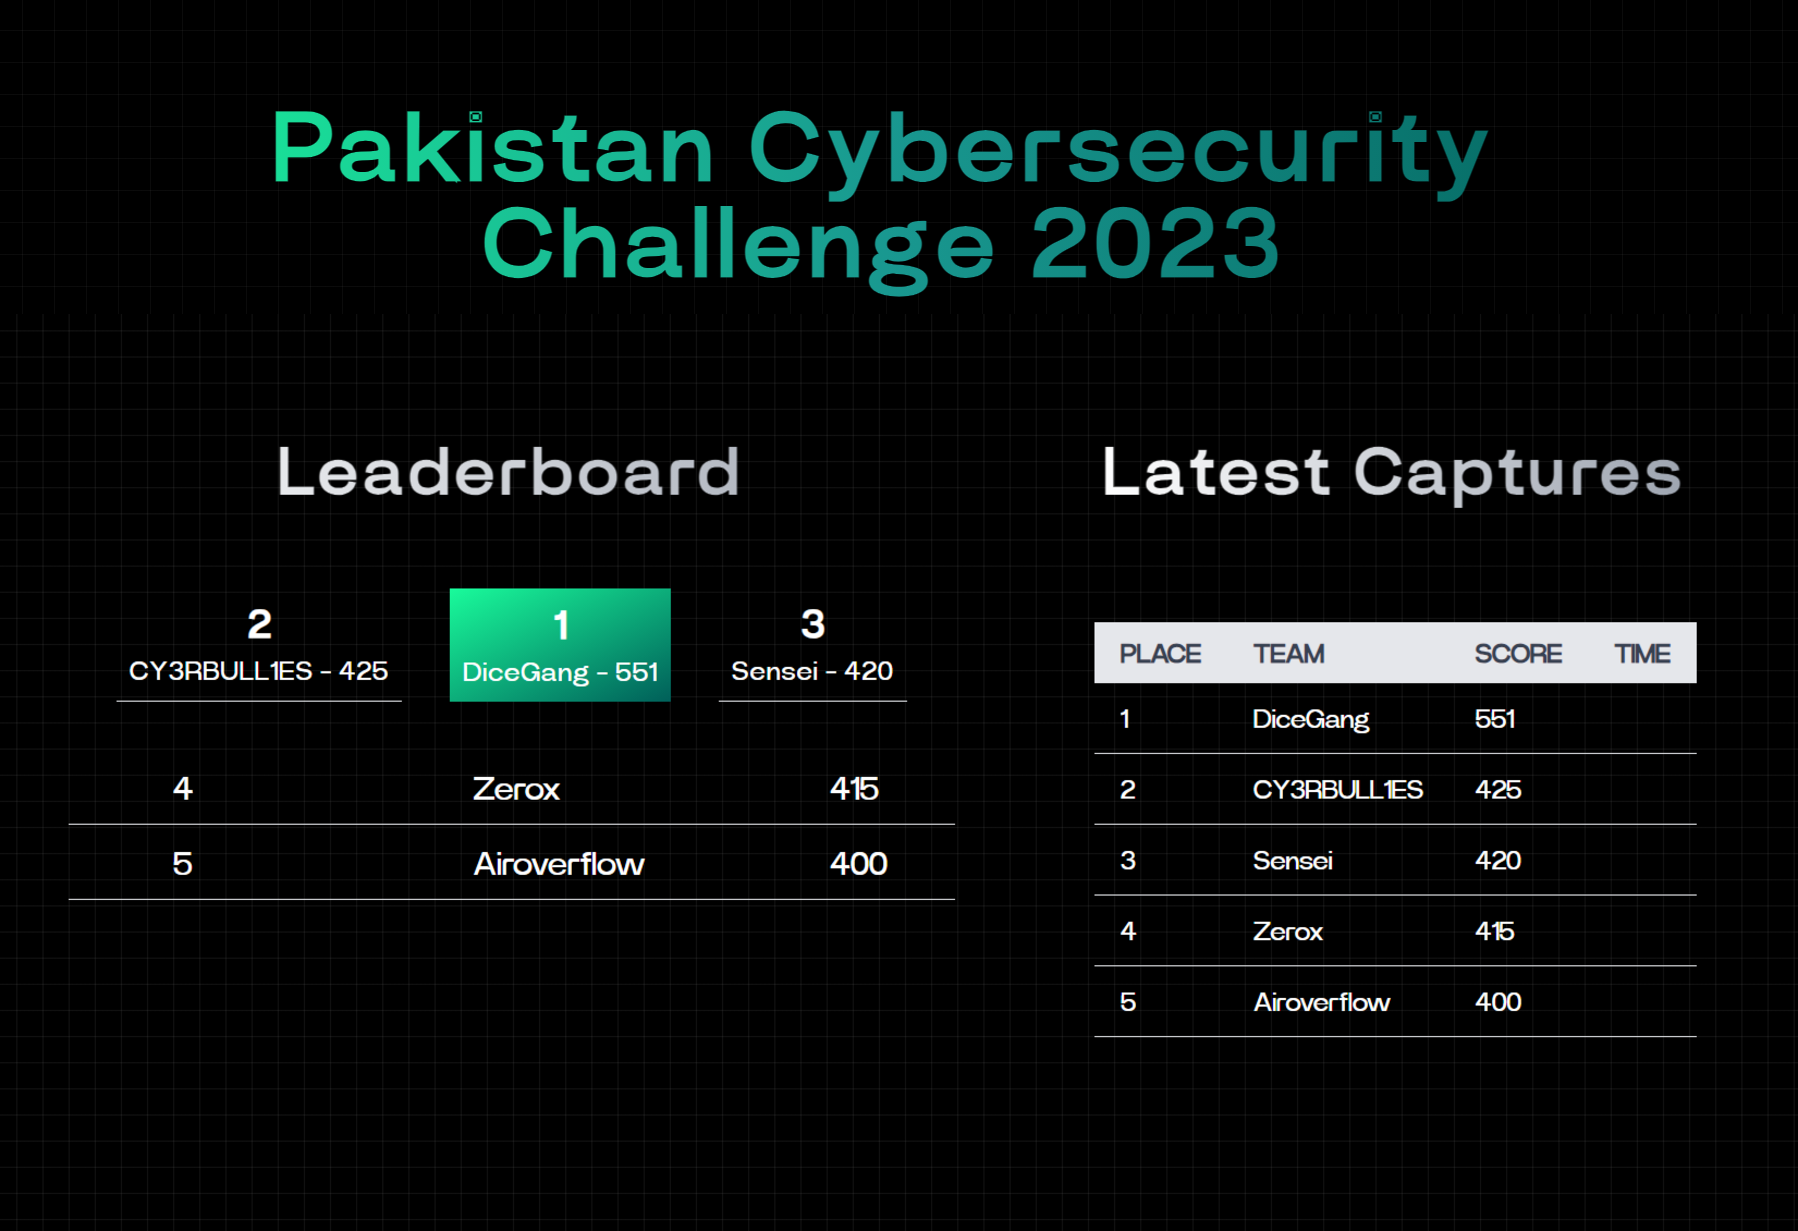 Pakistan Cybersecurity
Challenge 2023
Leaderboard
2
CY3RBULL1ES - 425
1
DiceGang - 551
3
Sensei - 420
4 Zerox 415
5 Airoverflow 400
Latest Captures
PLACE TEAM SCORE TIME
1 DiceGang 551
2 CY3RBULL1ES 425
3 Sensei 420
4 Zerox 415
5 Airoverflow 400